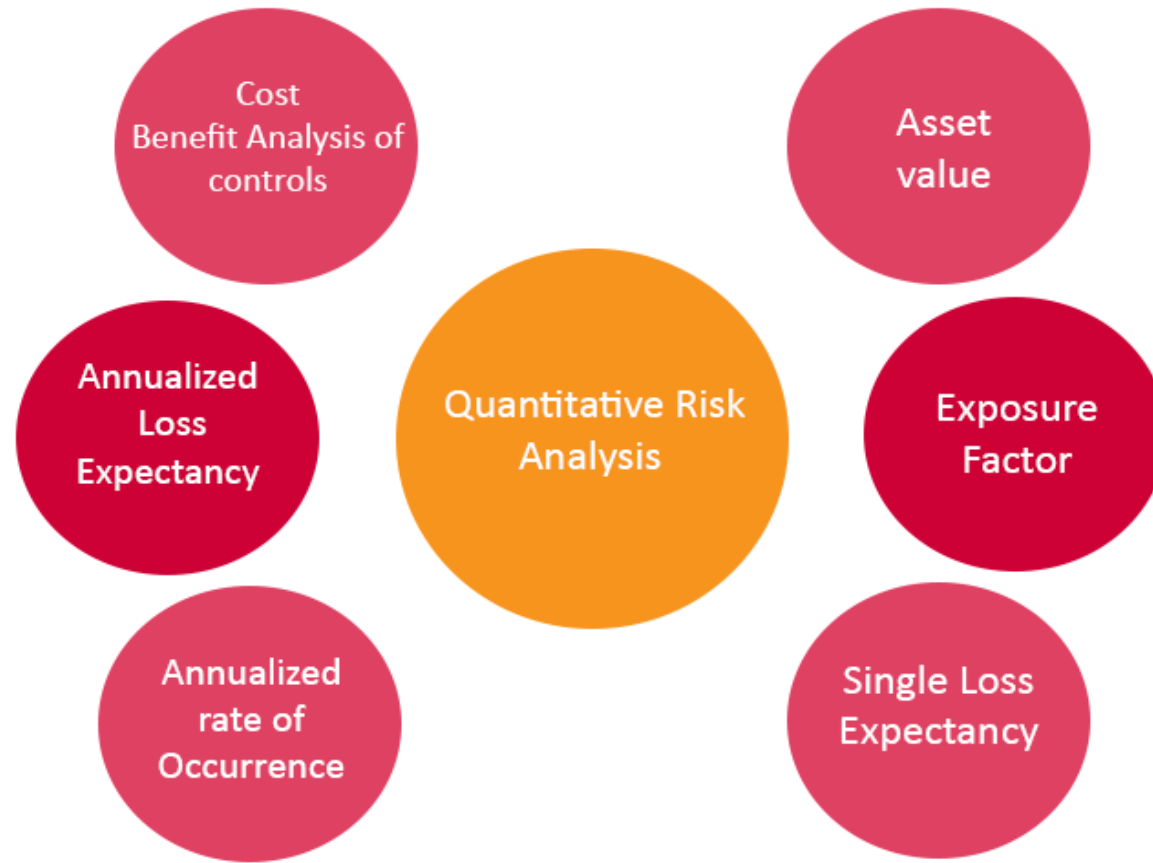 Cost
Benefit Analysis of
controls
Asset
value
Annualized
Loss
Expectancy
Quantitative Risk
Analysis
Exposure
Factor
Annualized
rate of
Occurrence
Single Loss
Expectancy